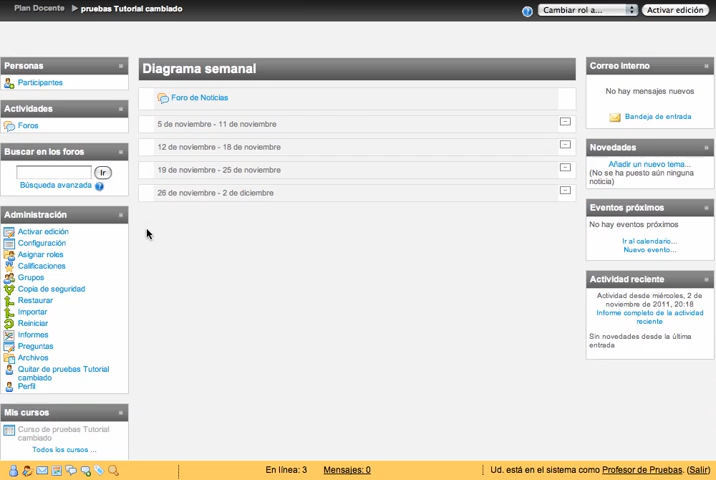 Plan Docente ▶ pruebas Tutorial cambiado
Cambiar rol a...
Activar edición
Personas
Participantes
Actividades
Foros
Buscar en los foros
Ir
Búsqueda avanzada
Administración
Activar edición
Configuración
Asignar roles
Calificaciones
Grupos
Copia de seguridad
Restaurar
Importar
Reiniciar
Informes
Preguntas
Archivos
Quitar de pruebas Tutorial
cambiado
Perfil
Mis cursos
Curso de pruebas Tutorial
cambiado
Todos los cursos ...
Diagrama semanal
Foro de Noticias
5 de noviembre - 11 de noviembre
12 de noviembre - 18 de noviembre
19 de noviembre - 25 de noviembre
26 de noviembre - 2 de diciembre
Correo Interno
No hay mensajes nuevos
Bandeja de entrada
Novedades
Añadir un nuevo tema...
(No se ha puesto aún ninguna
noticia)
Eventos próximos
No hay eventos próximos
Ir al calendario...
Nuevo evento...
Actividad reciente
Actividad desde miércoles, 2 de
noviembre de 2011, 20:18
Informe completo de la actividad
reciente
Sin novedades desde la última
entrada
En línea: 3
Mensajes: 0
Ud. está en el sistema como Profesor de Pruebas. (Salir)